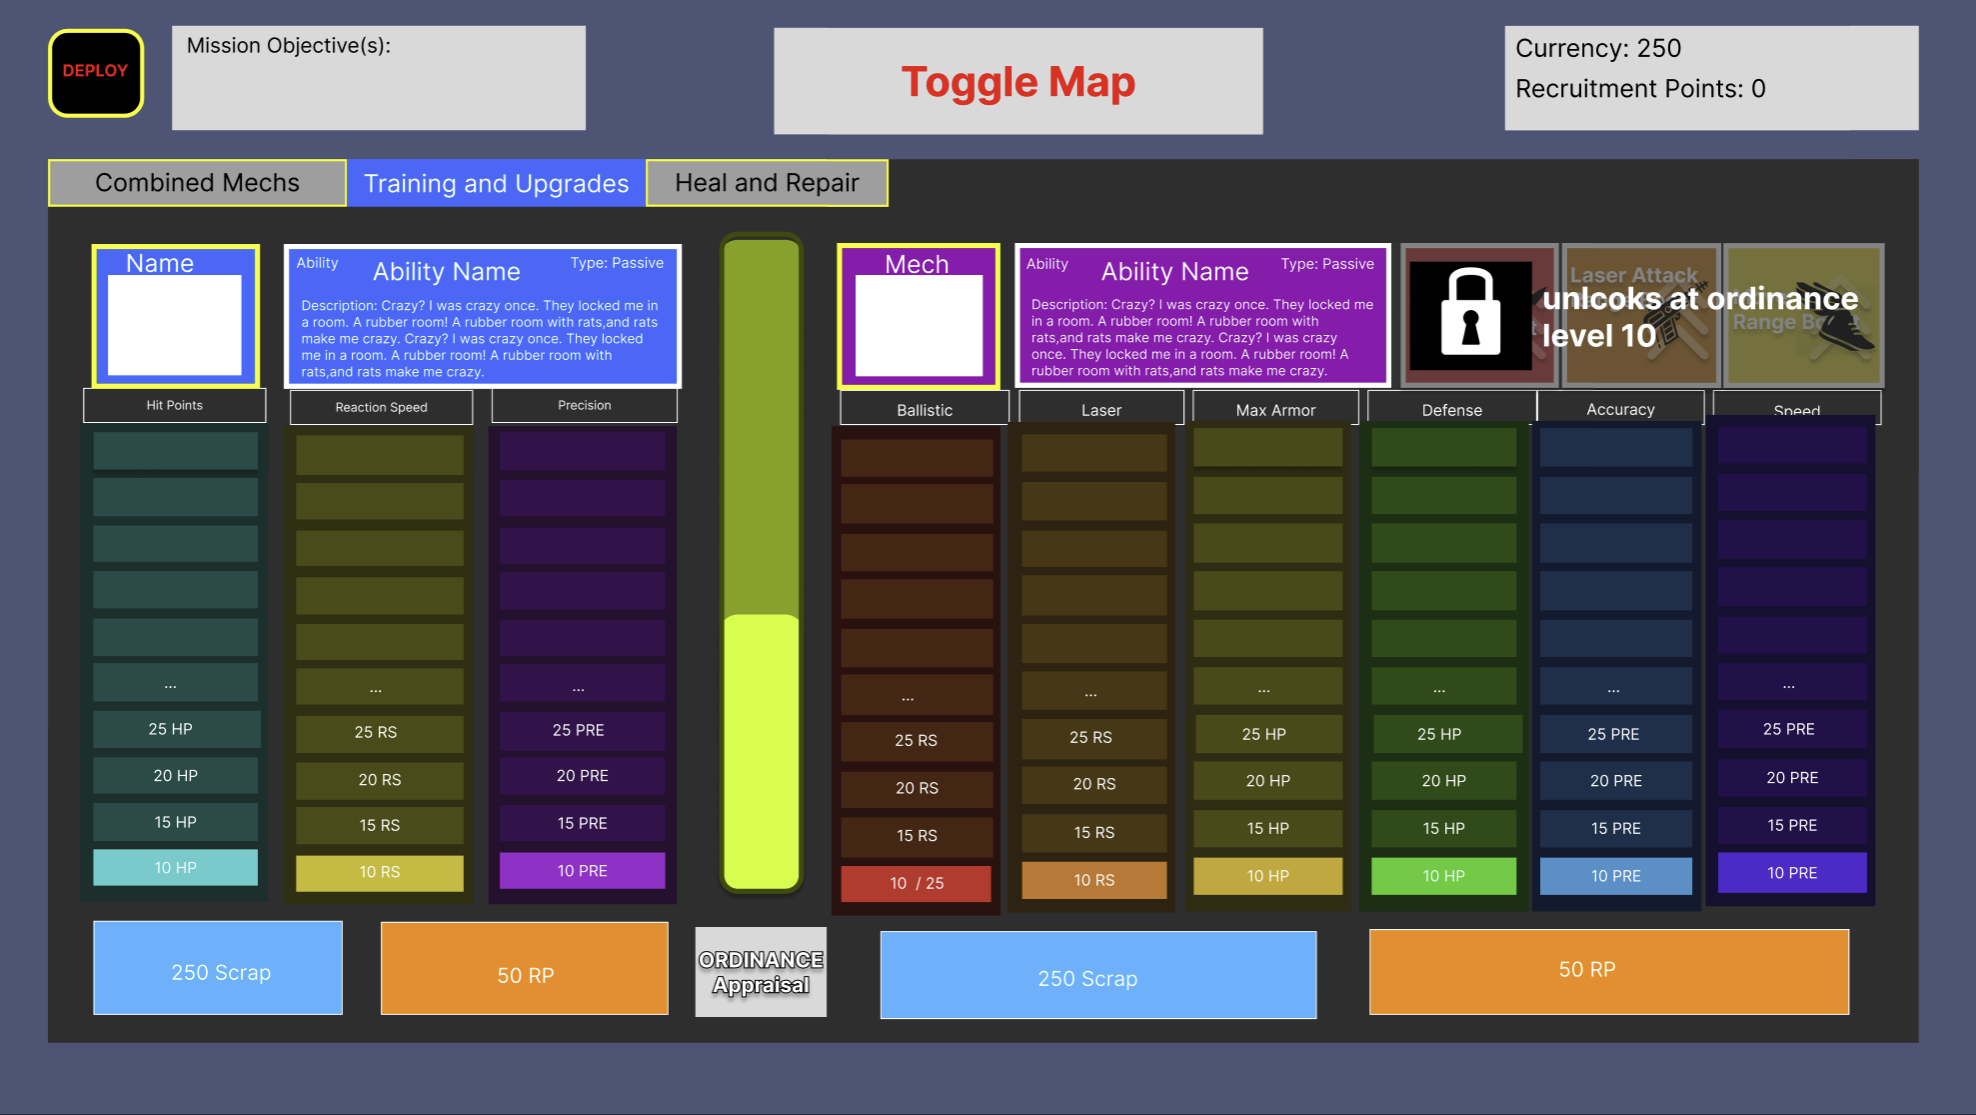 DEPLOY
Mission Objective(s):
Toggle Map
Currency: 250
Recruitment Points: 0
Combined Mechs
Training and Upgrades
Heal and Repair
Name
Ability
Ability Name
Type: Passive
Description: Crazy? I was crazy once. They locked me in
a room. A rubber room! A rubber room with rats,and rats
make me crazy. Crazy? I was crazy once. They locked
me in a room. A rubber room! A rubber room with
rats,and rats make me crazy.
Mech
Ability
Ability Name
Type: Passive
Description: Crazy? I was crazy once. They locked me
in a room. A rubber room! A rubber room with
rats,and rats make me crazy. Crazy? I was crazy
once. They locked me in a room. A rubber room! A
rubber room with rats,and rats make me crazy.
Laser Attack
Range
unlcoks at ordinance
level 10
Hit Points
Reaction Speed
Precision
Ballistic
Laser
Max Armor
Defense
Accuracy
Speed
...
...
...
...
...
...
...
...
...
25 HP
25 RS
25 PRE
25 RS
25 RS
25 HP
25 HP
25 PRE
25 PRE
20 HP
20 RS
20 PRE
20 RS
20 RS
20 HP
20 HP
20 PRE
20 PRE
15 HP
15 RS
15 PRE
15 RS
15 RS
15 HP
15 HP
15 PRE
15 PRE
10 HP
10 RS
10 PRE
10 / 25
10 RS
10 HP
10 HP
10 PRE
10 PRE
250 Scrap
50 RP
ORDINANCE
Appraisal
250 Scrap
50 RP